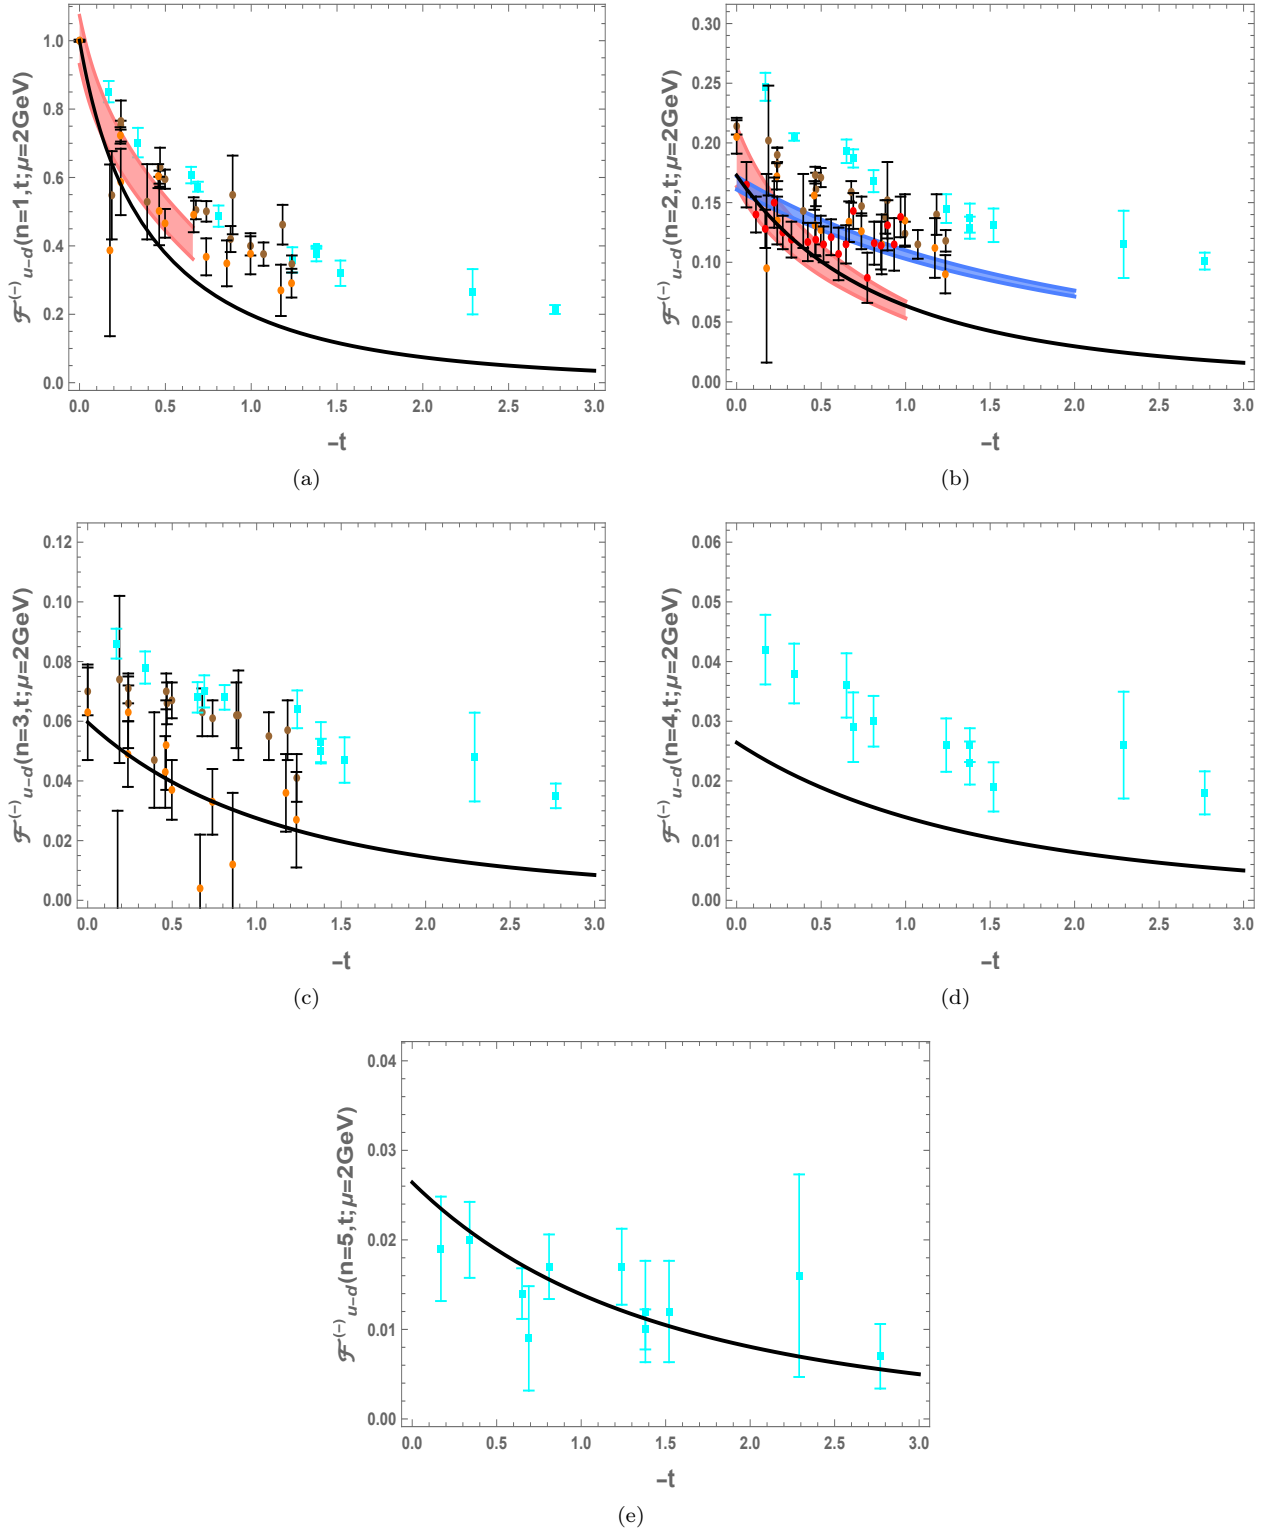 1.0
0.8
0.6
0.4
0.2
0.0
ℱ⁽⁻⁾u−d(n=1,t;μ=2GeV)
0.0 0.5 1.0 1.5 2.0 2.5 3.0
−t
(a)
0.30
0.25
0.20
0.15
0.10
0.05
0.00
ℱ⁽⁻⁾u−d(n=2,t;μ=2GeV)
0.0 0.5 1.0 1.5 2.0 2.5 3.0
−t
(b)
0.12
0.10
0.08
0.06
0.04
0.02
0.00
ℱ⁽⁻⁾u−d(n=3,t;μ=2GeV)
0.0 0.5 1.0 1.5 2.0 2.5 3.0
−t
(c)
0.06
0.05
0.04
0.03
0.02
0.01
0.00
ℱ⁽⁻⁾u−d(n=4,t;μ=2GeV)
0.0 0.5 1.0 1.5 2.0 2.5 3.0
−t
(d)
0.04
0.03
0.02
0.01
0.00
ℱ⁽⁻⁾u−d(n=5,t;μ=2GeV)
0.0 0.5 1.0 1.5 2.0 2.5 3.0
−t
(e)